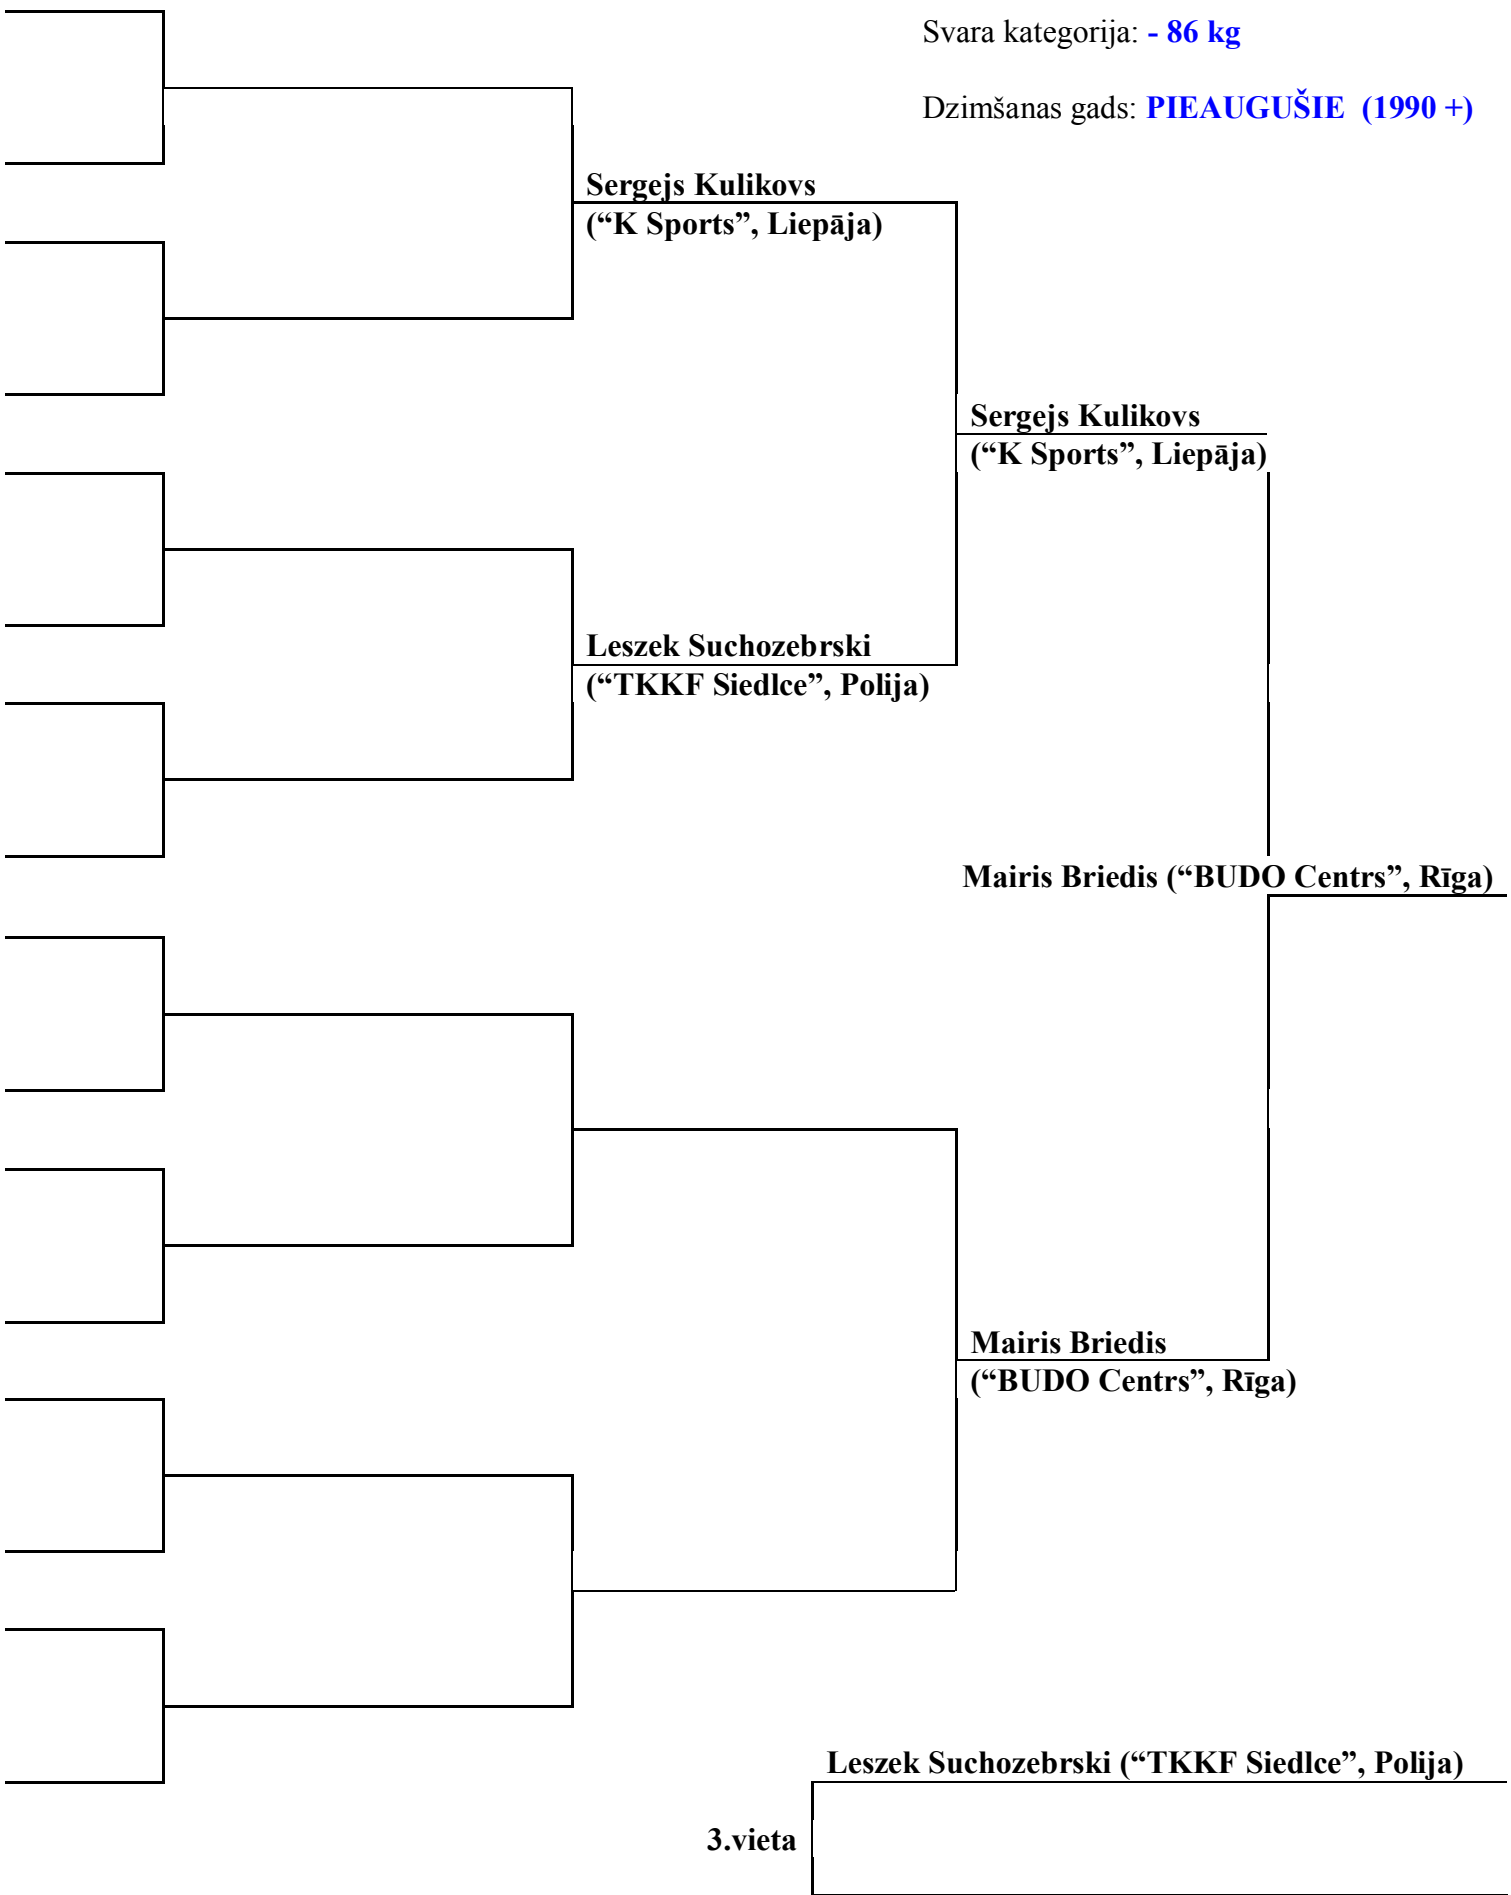 Svara kategorija: - 86 kg
Dzimšanas gads: PIEAUGUŠIE (1990 +)
Sergejs Kulikovs
(“K Sports”, Liepāja)
Sergejs Kulikovs
(“K Sports”, Liepāja)
Leszek Suchozebrski
(“TKKF Siedlce”, Polija)
Mairis Briedis (“BUDO Centrs”, Rīga)
Mairis Briedis
(“BUDO Centrs”, Rīga)
Leszek Suchozebrski (“TKKF Siedlce”, Polija)
3.vieta